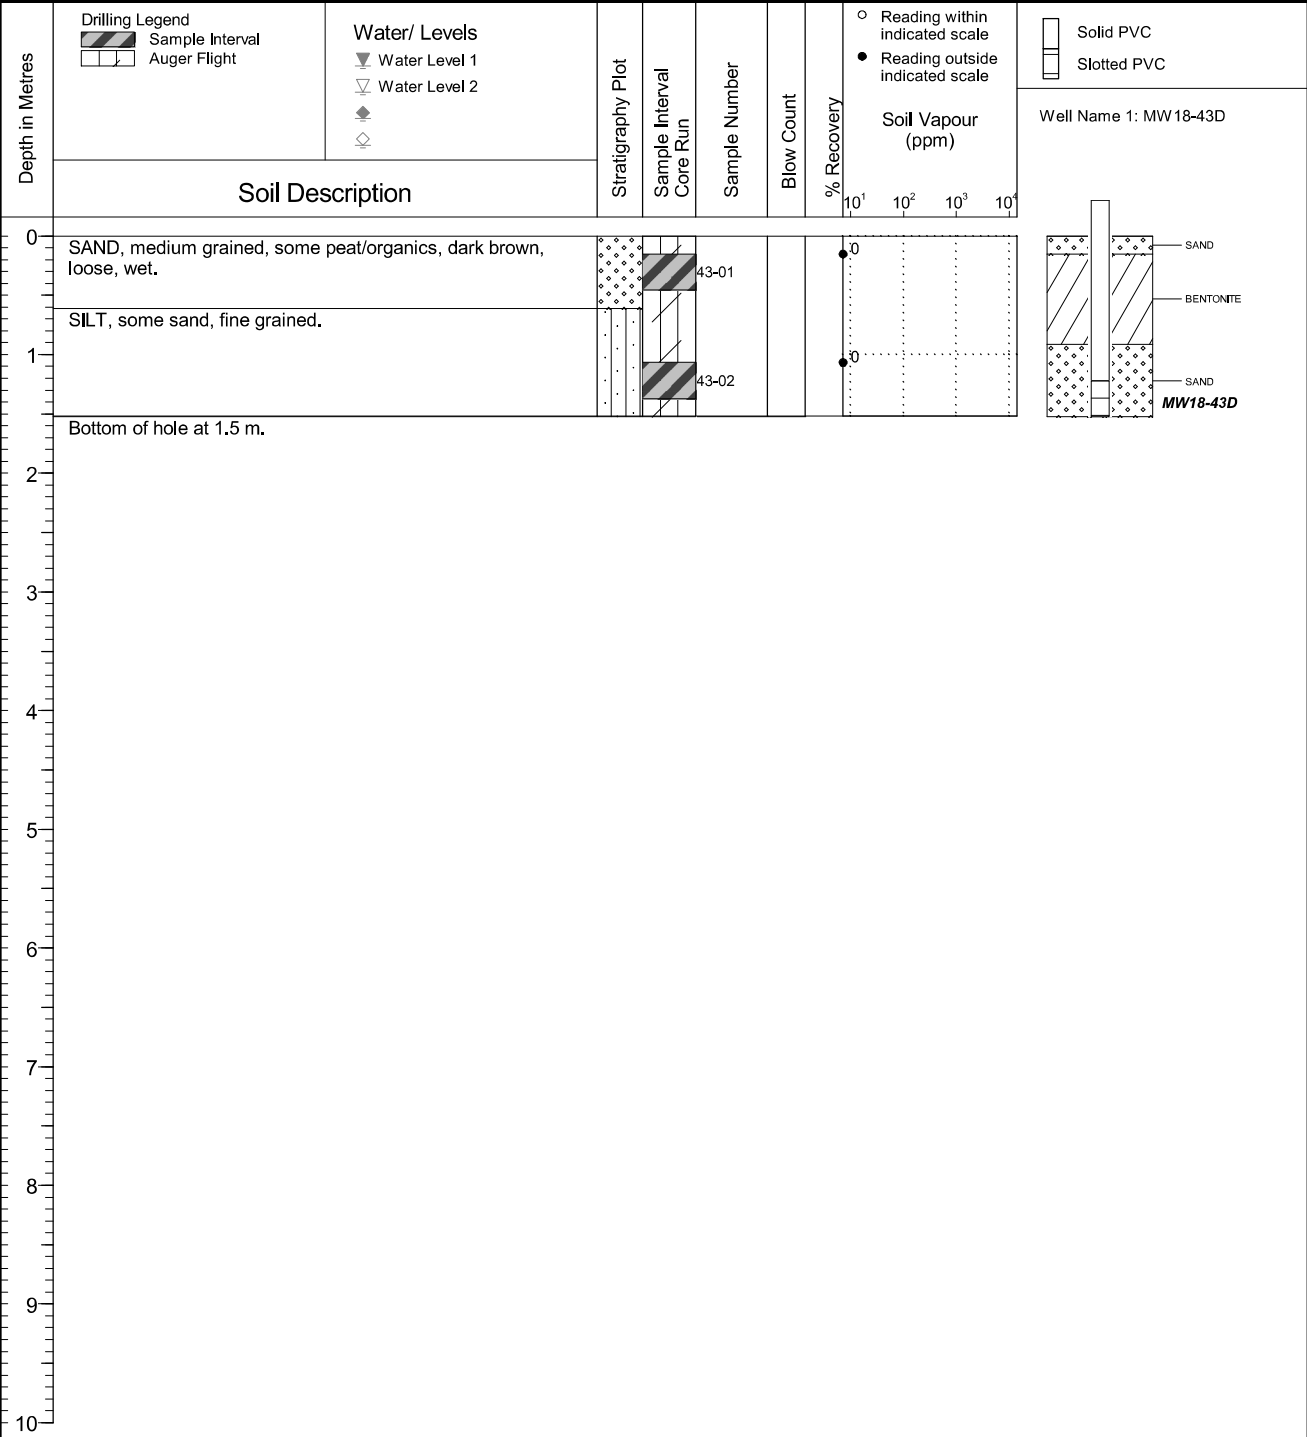 Depth in Metres
Drilling Legend
Sample Interval
Auger Flight
Water/ Levels
Water Level 1
Water Level 2
Soil Description
Stratigraphy Plot
Sample Interval
Core Run
Sample Number
Blow Count
% Recovery
Reading within
indicated scale
Reading outside
indicated scale
Soil Vapour
(ppm)
10¹ 10² 10³ 10⁴
Solid PVC
Slotted PVC
Well Name 1: MW18-43D
0
SAND, medium grained, some peat/organics, dark brown,
loose, wet.
43-01
0
SAND
BENTONITE
SILT, some sand, fine grained.
1
43-02
0
SAND
MW18-43D
Bottom of hole at 1.5 m.
2
3
4
5
6
7
8
9
10